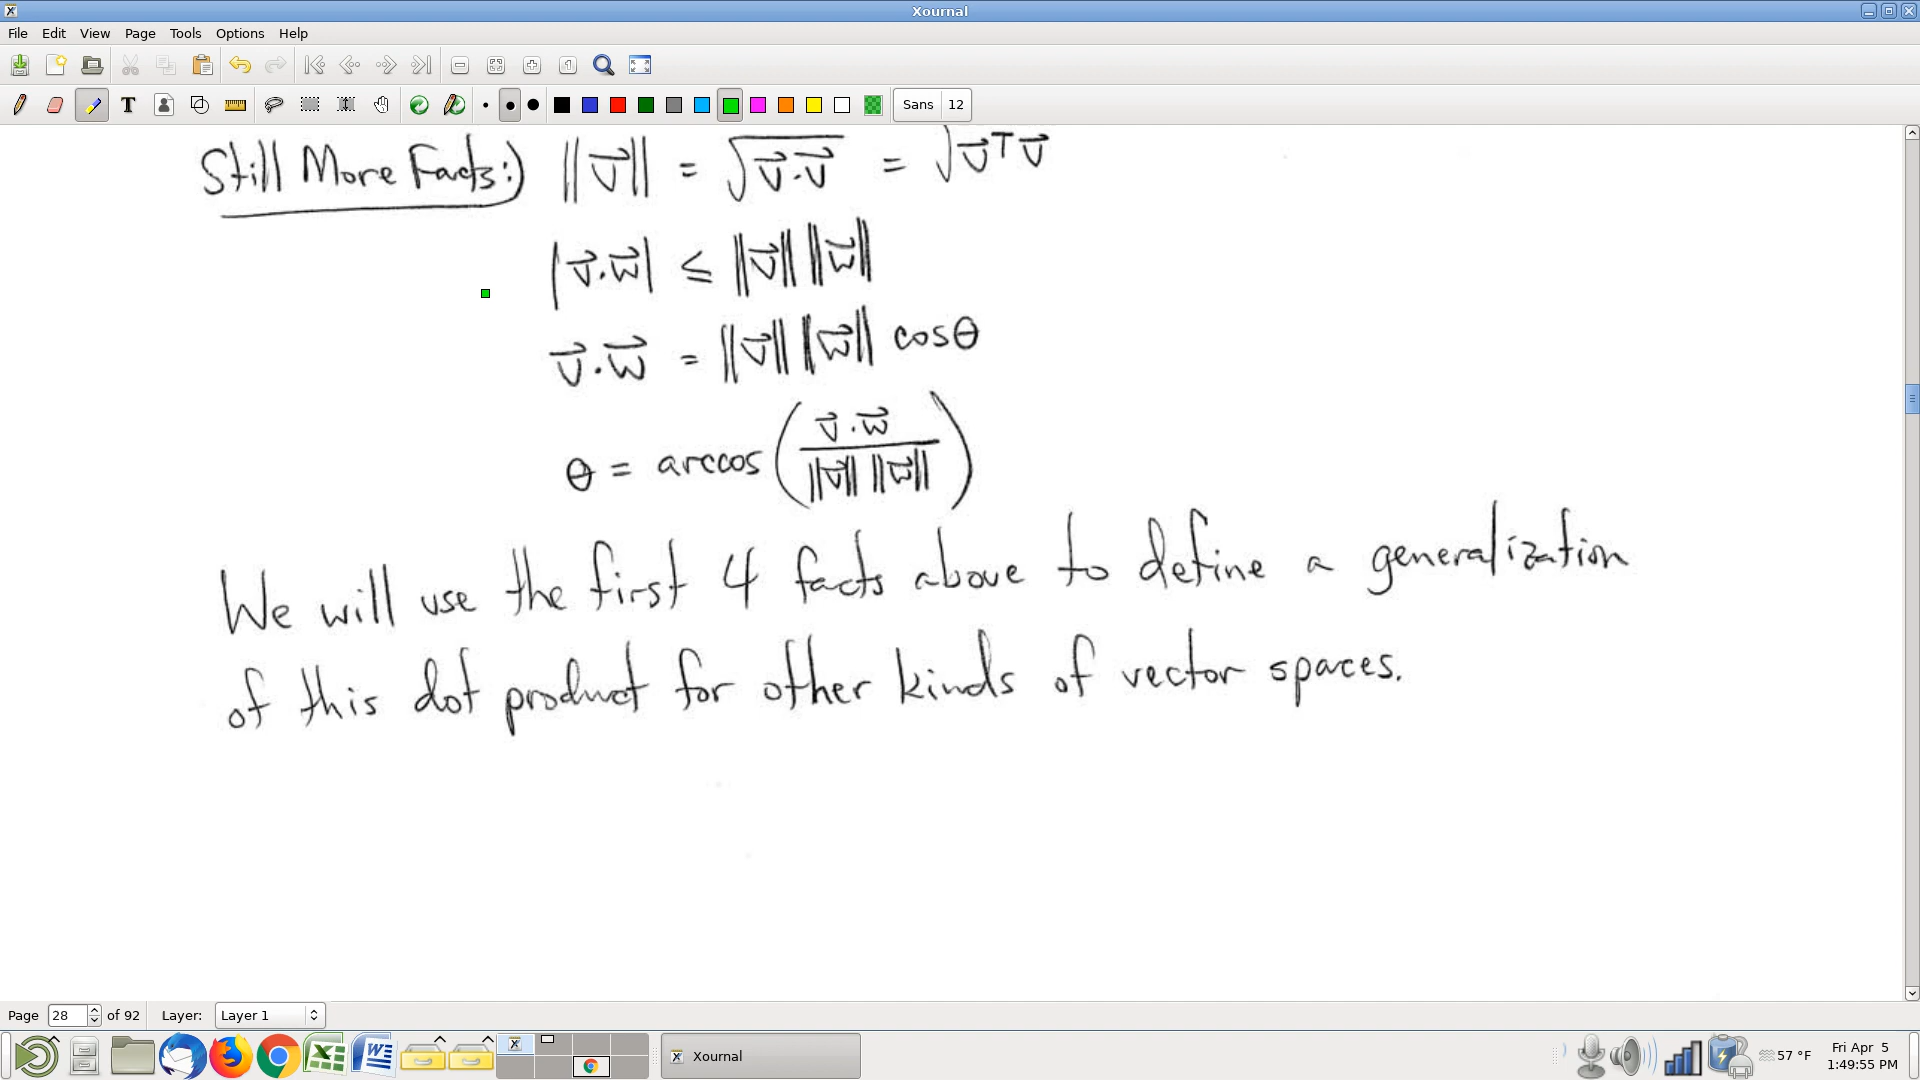 Xournal
File Edit View Page Tools Options Help
Sans 12
Still More Facts:) ||v⃗|| = √(v⃗·v⃗) = √(v⃗ᵀv⃗)
|v⃗·w⃗| ≤ ||v⃗|| ||w⃗||
v⃗·w⃗ = ||v⃗|| ||w⃗|| cosθ
θ = arccos(v⃗·w⃗ / ||v⃗|| ||w⃗||)
We will use the first 4 facts above to define a generalization
of this dot product for other kinds of vector spaces.
Page 28 of 92 Layer: Layer 1
Xournal
57 °F
Fri Apr 5
1:49:55 PM